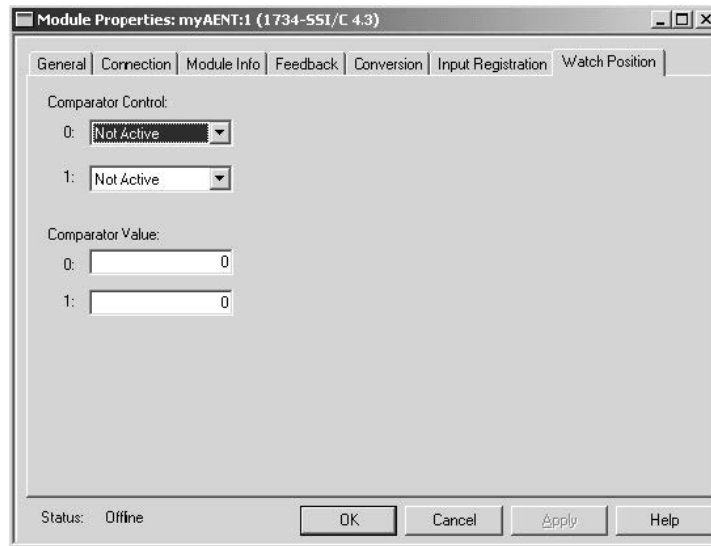 Module Properties: myAENT:1 (1734-SSI/C 4.3)
General Connection Module Info Feedback Conversion Input Registration Watch Position
Comparator Control:
0: Not Active
1: Not Active
Comparator Value:
0: 0
1: 0
Status: Offline OK Cancel Apply Help